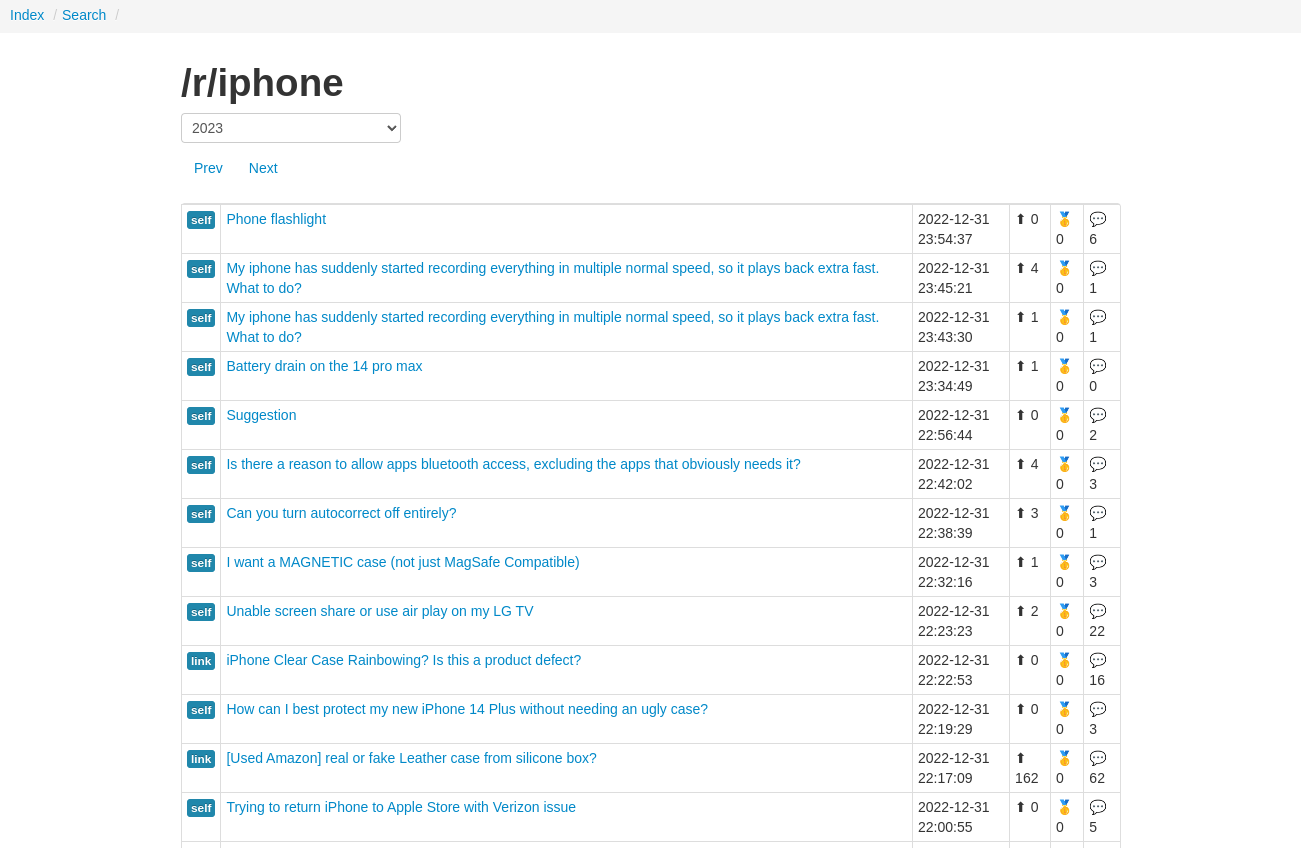 Index / Search /
/r/iphone
2023
Prev Next
self Phone flashlight 2022-12-31 ⬆ 0 🥇 💬
23:54:37 0 6
self My iphone has suddenly started recording everything in multiple normal speed, so it plays back extra fast. 2022-12-31 ⬆ 4 🥇 💬
What to do? 23:45:21 0 1
self My iphone has suddenly started recording everything in multiple normal speed, so it plays back extra fast. 2022-12-31 ⬆ 1 🥇 💬
What to do? 23:43:30 0 1
self Battery drain on the 14 pro max 2022-12-31 ⬆ 1 🥇 💬
23:34:49 0 0
self Suggestion 2022-12-31 ⬆ 0 🥇 💬
22:56:44 0 2
self Is there a reason to allow apps bluetooth access, excluding the apps that obviously needs it? 2022-12-31 ⬆ 4 🥇 💬
22:42:02 0 3
self Can you turn autocorrect off entirely? 2022-12-31 ⬆ 3 🥇 💬
22:38:39 0 1
self I want a MAGNETIC case (not just MagSafe Compatible) 2022-12-31 ⬆ 1 🥇 💬
22:32:16 0 3
self Unable screen share or use air play on my LG TV 2022-12-31 ⬆ 2 🥇 💬
22:23:23 0 22
link iPhone Clear Case Rainbowing? Is this a product defect? 2022-12-31 ⬆ 0 🥇 💬
22:22:53 0 16
self How can I best protect my new iPhone 14 Plus without needing an ugly case? 2022-12-31 ⬆ 0 🥇 💬
22:19:29 0 3
link [Used Amazon] real or fake Leather case from silicone box? 2022-12-31 ⬆ 🥇 💬
22:17:09 162 0 62
self Trying to return iPhone to Apple Store with Verizon issue 2022-12-31 ⬆ 0 🥇 💬
22:00:55 0 5